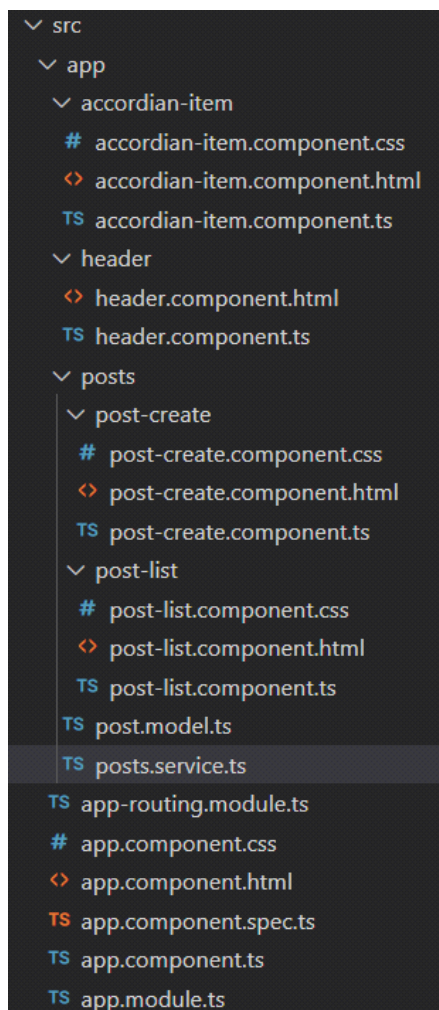 src
app
accordian-item
# accordian-item.component.css
<> accordian-item.component.html
TS accordian-item.component.ts
header
<> header.component.html
TS header.component.ts
posts
post-create
# post-create.component.css
<> post-create.component.html
TS post-create.component.ts
post-list
# post-list.component.css
<> post-list.component.html
TS post-list.component.ts
TS post.model.ts
TS posts.service.ts
TS app-routing.module.ts
# app.component.css
<> app.component.html
TS app.component.spec.ts
TS app.component.ts
TS app.module.ts